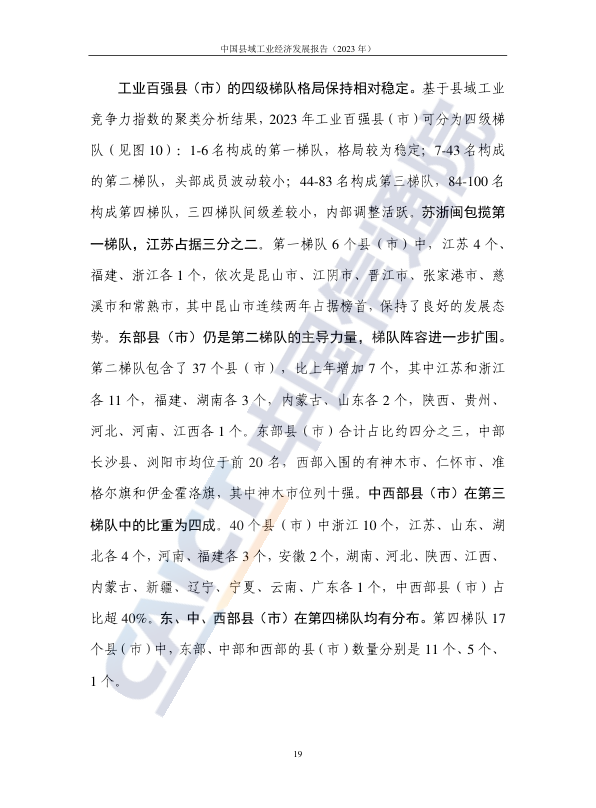 中国县域工业经济发展报告（2023 年）
工业百强县（市）的四级梯队格局保持相对稳定。基于县域工业
竞争力指数的聚类分析结果，2023 年工业百强县（市）可分为四级梯
队（见图 10）：1-6 名构成的第一梯队，格局较为稳定；7-43 名构成
的第二梯队，头部成员波动较小；44-83 名构成第三梯队，84-100 名
构成第四梯队，三四梯队间级差较小，内部调整活跃。苏浙闽包揽第
一梯队，江苏占据三分之二。第一梯队 6 个县（市）中，江苏 4 个、
福建、浙江各 1 个，依次是昆山市、江阴市、晋江市、张家港市、慈
溪市和常熟市，其中昆山市连续两年占据榜首，保持了良好的发展态
势。东部县（市）仍是第二梯队的主导力量，梯队阵容进一步扩围。
第二梯队包含了 37 个县（市），比上年增加 7 个，其中江苏和浙江
各 11 个，福建、湖南各 3 个，内蒙古、山东各 2 个，陕西、贵州、
河北、河南、江西各 1 个。东部县（市）合计占比约四分之三，中部
长沙县、浏阳市均位于前 20 名，西部入围的有神木市、仁怀市、准
格尔旗和伊金霍洛旗，其中神木市位列十强。中西部县（市）在第三
梯队中的比重为四成。40 个县（市）中浙江 10 个，江苏、山东、湖
北各 4 个，河南、福建各 3 个，安徽 2 个，湖南、河北、陕西、江西、
内蒙古、新疆、辽宁、宁夏、云南、广东各 1 个，中西部县（市）占
比超 40%。东、中、西部县（市）在第四梯队均有分布。第四梯队 17
个县（市）中，东部、中部和西部的县（市）数量分别是 11 个、5 个、
1 个。
CAICT 中国信通院
19